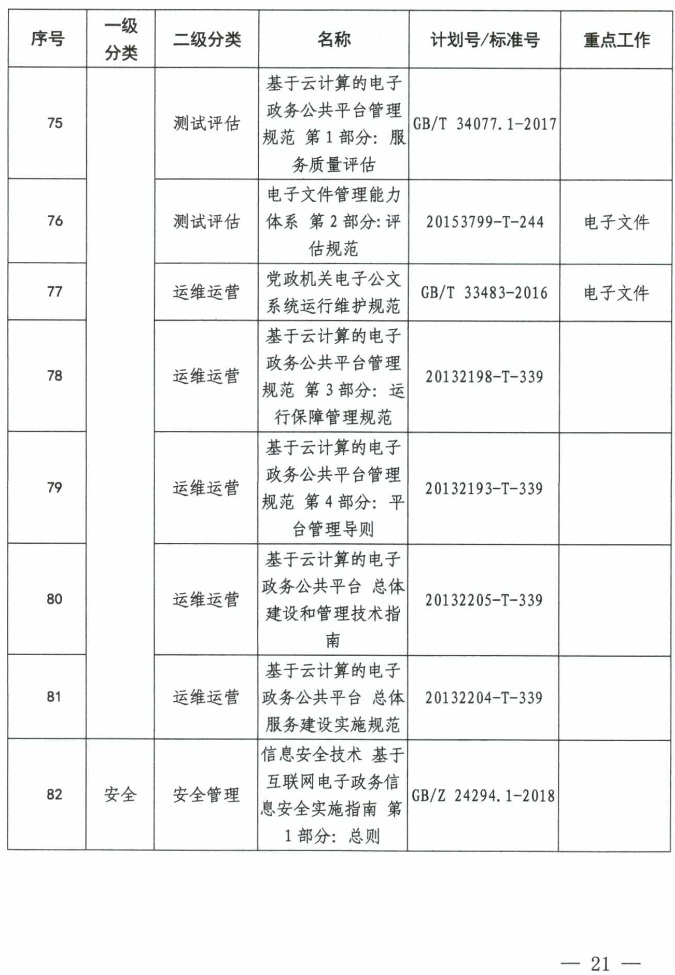 序号
一级
分类
二级分类
名称
计划号/标准号
重点工作
75
测试评估
基于云计算的电子
政务公共平台管理
规范 第1部分：服
务质量评估
GB/T 34077.1-2017
76
测试评估
电子文件管理能力
体系 第2部分:评
估规范
20153799-T-244
电子文件
77
运维运营
党政机关电子公文
系统运行维护规范
GB/T 33483-2016
电子文件
78
运维运营
基于云计算的电子
政务公共平台管理
规范 第3部分：运
行保障管理规范
20132198-T-339
79
运维运营
基于云计算的电子
政务公共平台管理
规范 第4部分：平
台管理导则
20132193-T-339
80
运维运营
基于云计算的电子
政务公共平台 总体
建设和管理技术指
南
20132205-T-339
81
运维运营
基于云计算的电子
政务公共平台 总体
服务建设实施规范
20132204-T-339
82
安全
安全管理
信息安全技术 基于
互联网电子政务信
息安全实施指南 第
1部分：总则
GB/Z 24294.1-2018
— 21 —